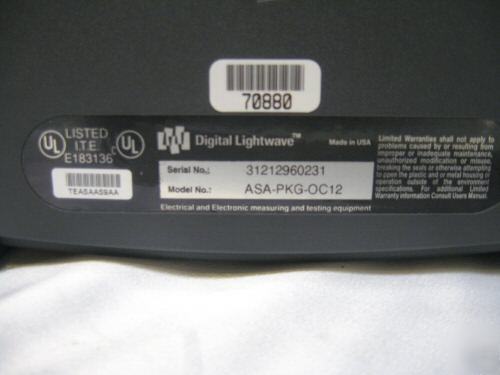 70880
UL LISTED UL
I.T.E.
E183136
TEASAAS9AA
Digital Lightwave™
Made in USA
Serial No.: 31212960231
Model No.: ASA-PKG-OC12
Electrical and Electronic measuring and testing equipment
Limited Warranties shall not apply to
problems caused by or resulting from
improper or inadequate maintenance,
unauthorized modification or misuse,
breaking the seals or otherwise attempting
to open the plastic and or metal housing or
operation outside of the environment
specifications. For additional Limited
Warranty information Consult Users Manual.